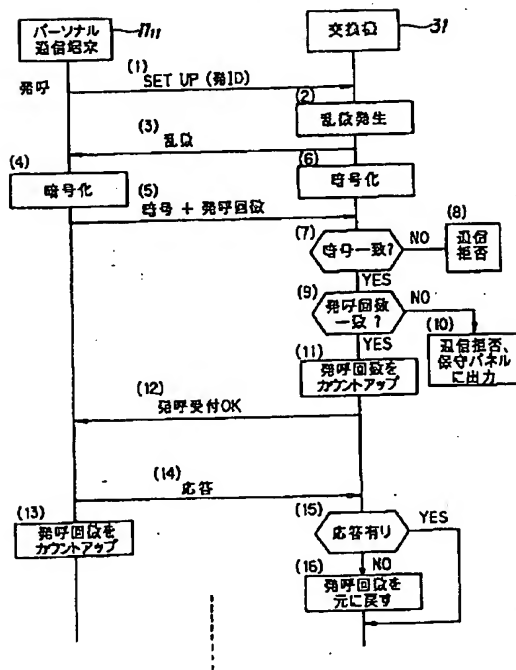 パーソナル
通信端末
17₁₁
交換機
31
発呼
(1)
SET UP (発ID)
(2)
乱数発生
(3)
乱数
(4)
暗号化
(6)
暗号化
(5)
暗号 + 発呼回数
(7)
暗号一致?
NO
(8)
通信
拒否
YES
(9)
発呼回数
一致?
NO
(10)
通信拒否、
保守パネル
に出力
YES
(11)
発呼回数を
カウントアップ
(12)
発呼受付OK
(14)
応答
(13)
発呼回数を
カウントアップ
(15)
応答有り
YES
NO
(16)
発呼回数を
元に戻す